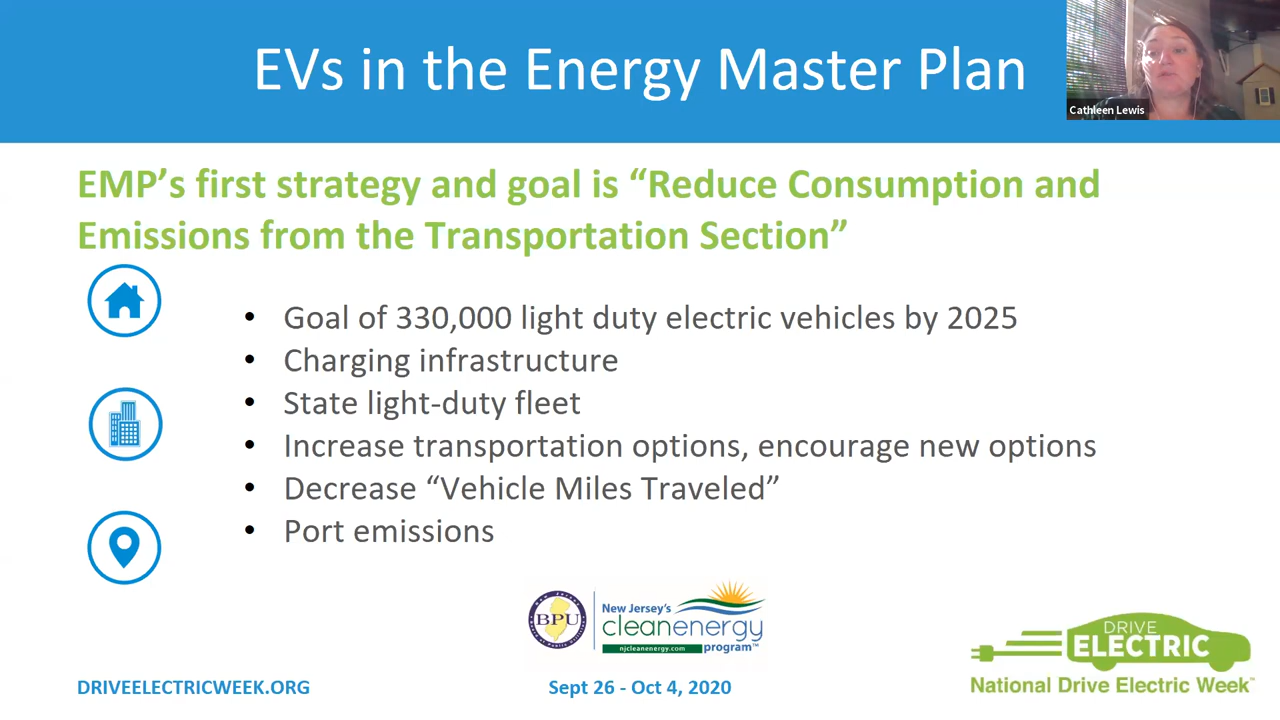 EVs in the Energy Master Plan
Cathleen Lewis
EMP’s first strategy and goal is “Reduce Consumption and
Emissions from the Transportation Section”
• Goal of 330,000 light duty electric vehicles by 2025
• Charging infrastructure
• State light-duty fleet
• Increase transportation options, encourage new options
• Decrease “Vehicle Miles Traveled”
• Port emissions
BPU
New Jersey’s
cleanenergy
njcleanenergy.com
program™
DRIVE
ELECTRIC
National Drive Electric Week™
DRIVEELECTRICWEEK.ORG
Sept 26 - Oct 4, 2020